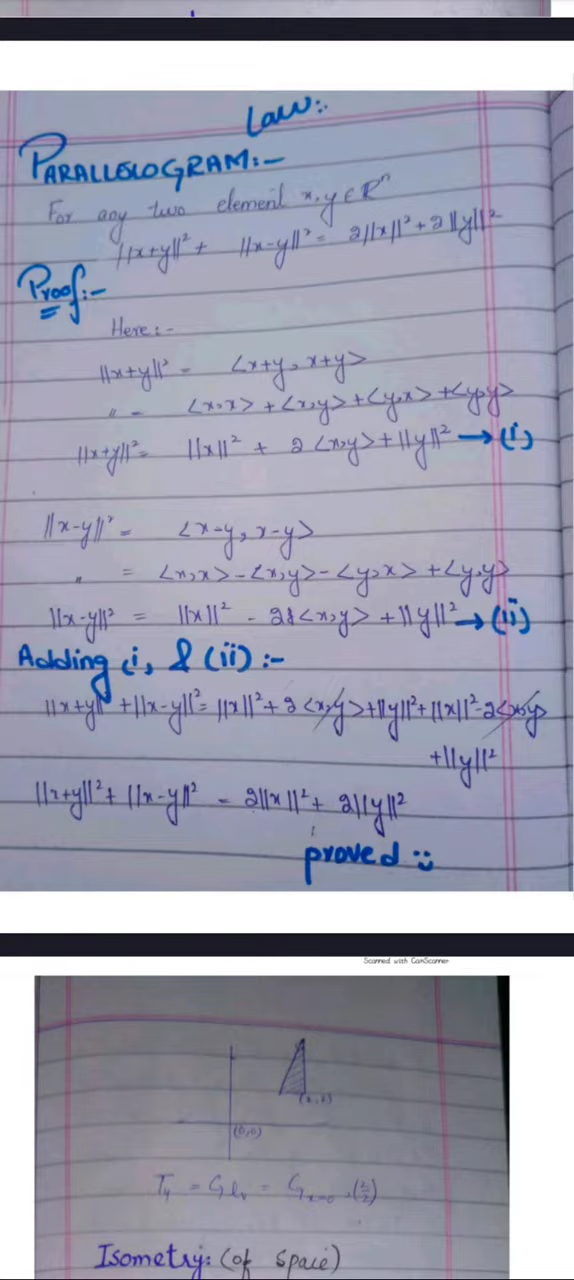 Law:-
PARALLELOGRAM:-
For any two element x,y∈Rⁿ
||x+y||² + ||x-y||² = 2||x||² + 2||y||²
Proof:-
Here:-
||x+y||² = <x+y, x+y>
" = <x,x> + <x,y> + <y,x> + <y,y>
||x+y||² = ||x||² + 2<x,y> + ||y||² → (i)
||x-y||² = <x-y, x-y>
" = <x,x> - <x,y> - <y,x> + <y,y>
||x-y||² = ||x||² - 2<x,y> + ||y||² → (ii)
Adding (i, & (ii) :-
||x+y||² + ||x-y||² = ||x||² + 2<x,y> + ||y||² + ||x||² - 2<x,y>
+ ||y||²
||x+y||² + ||x-y||² = 2||x||² + 2||y||²
proved
Scanned with CamScanner
(0,0)
Isometry: (of space)